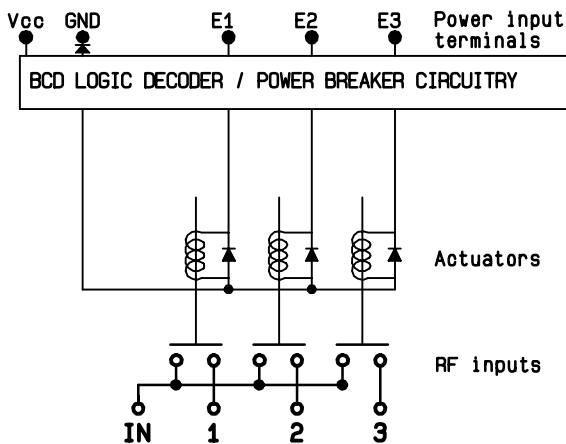 Vcc GND E1 E2 E3 Power input
terminals
BCD LOGIC DECODER / POWER BREAKER CIRCUITRY
Actuators
RF inputs
IN 1 2 3